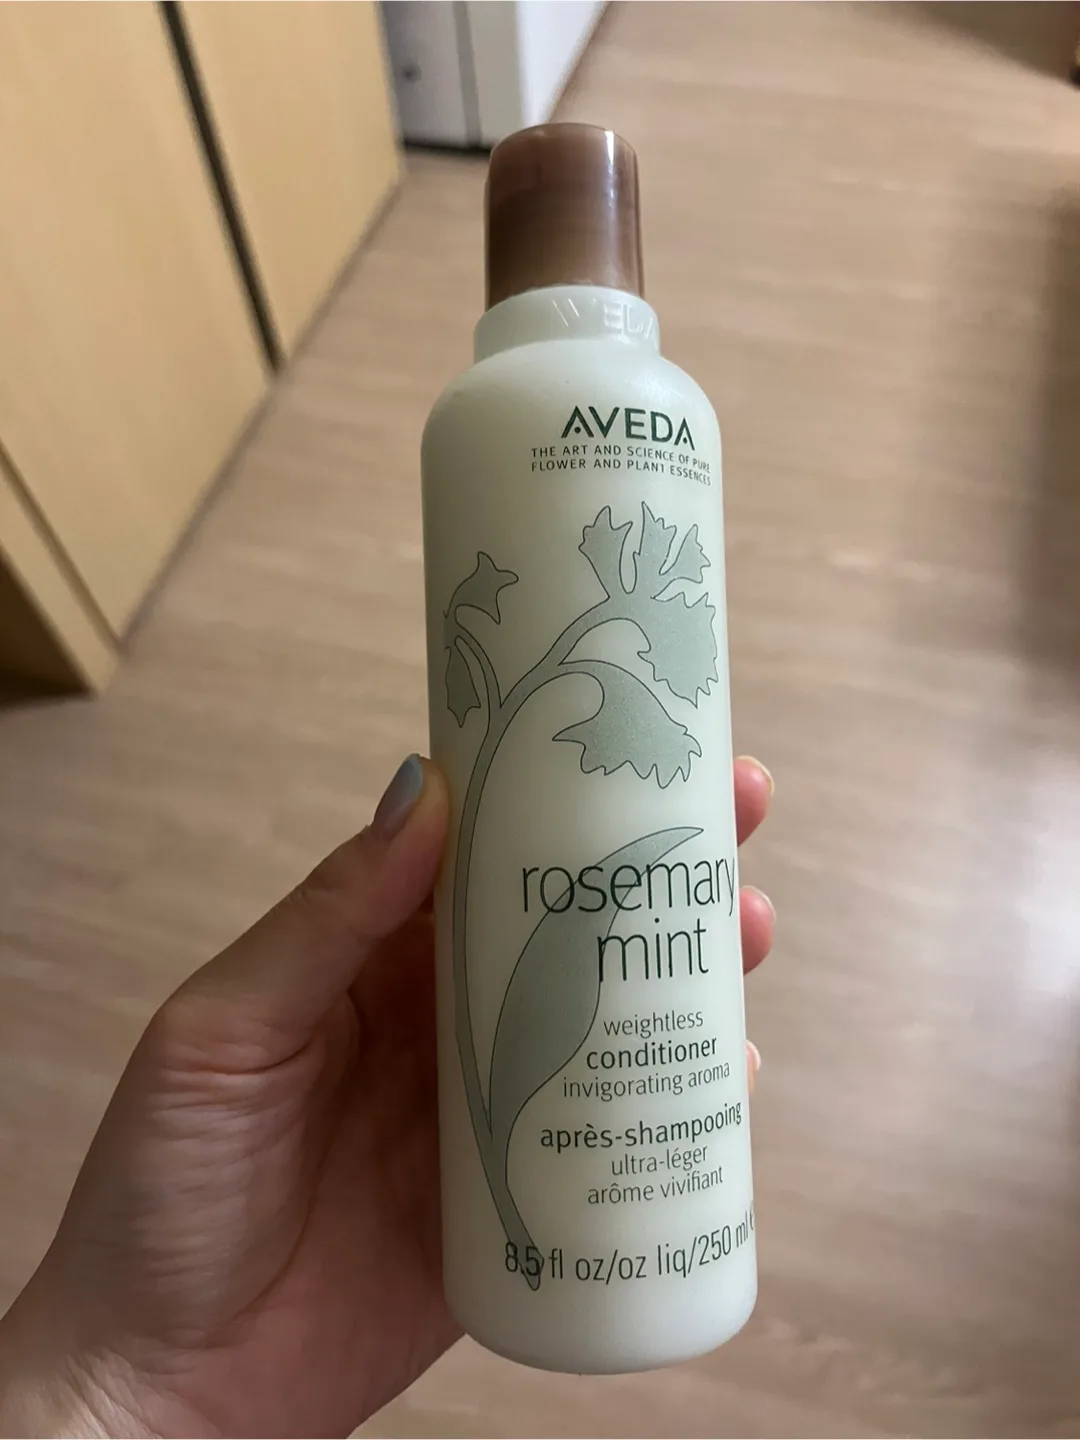 AVEDA
THE ART AND SCIENCE OF PURE
FLOWER AND PLANT ESSENCES
rosemary
mint
weightless
conditioner
invigorating aroma
après-shampooing
ultra-léger
arôme vivifiant
8.5 fl oz/oz liq/250 ml